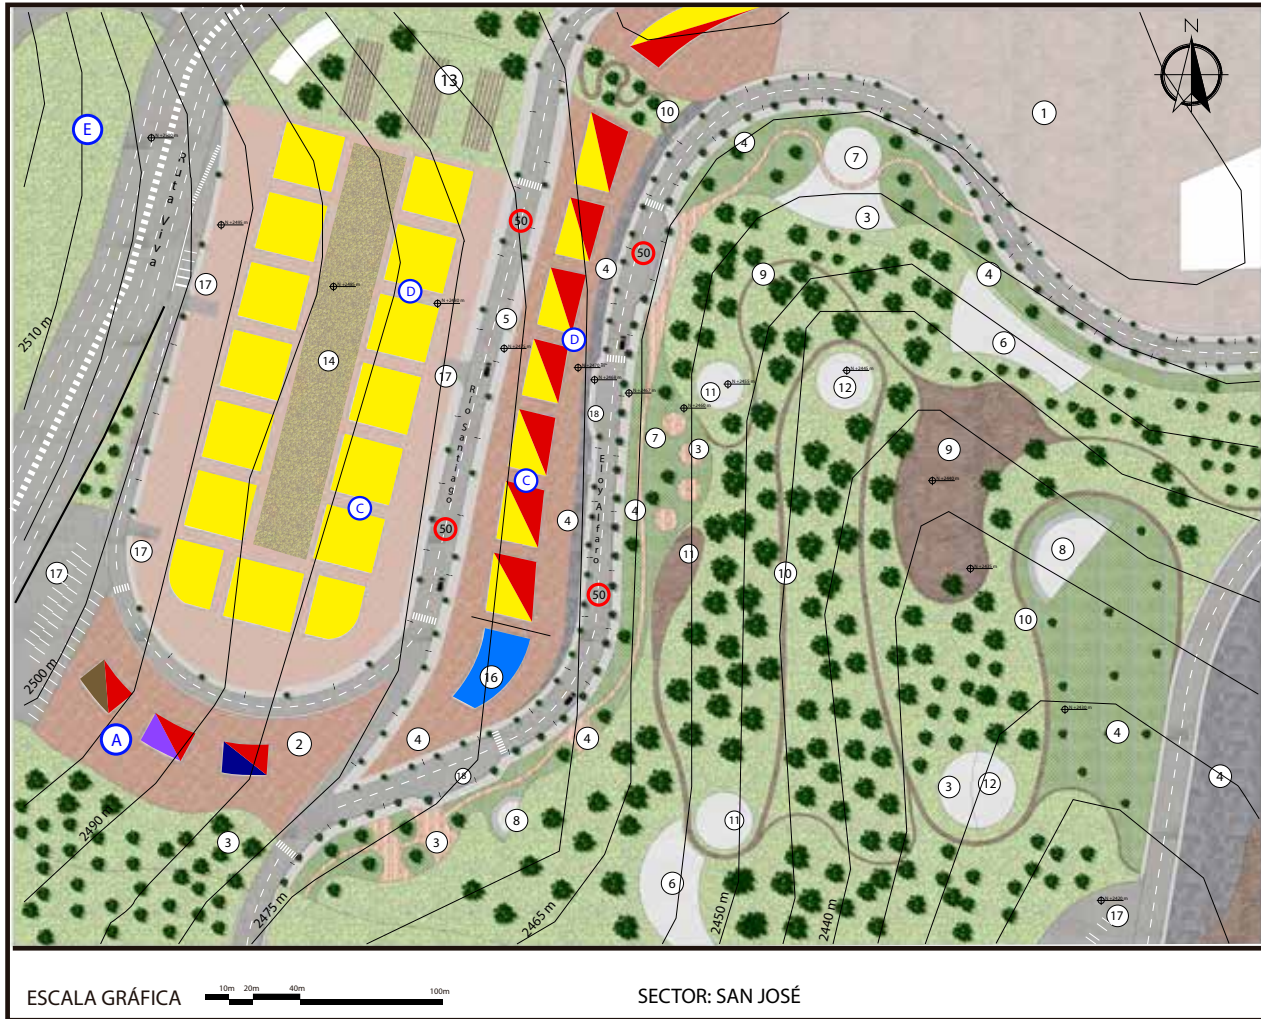 N
13
10
1
E
4
7
Ruta Viva
50
3
17
50
4
9
4
D
5
6
2510 m
14
D
17
11
12
18
Río Santiago
7
3
9
C
C
Eloy Alfaro
4
4
50
17
11
8
17
10
50
10
16
2500 m
A
2
4
4
4
4
18
3
12
2490 m
3
3
8
11
6
2475 m
2465 m
2450 m
2440 m
17
ESCALA GRÁFICA
10m 20m 40m 100m
SECTOR: SAN JOSÉ